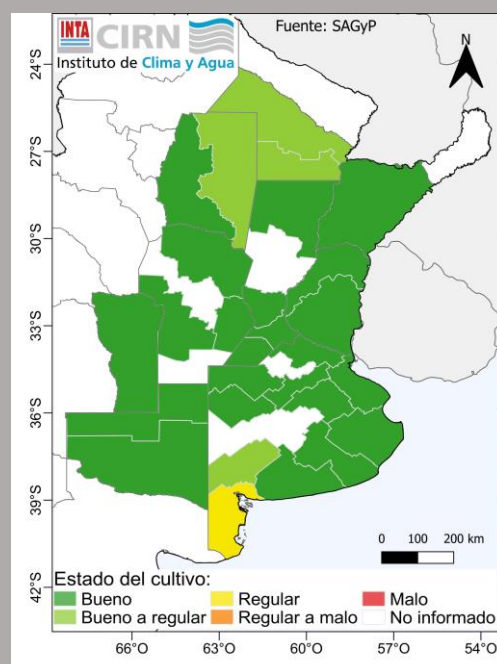 INTA CIRN
Instituto de Clima y Agua
Fuente: SAGyP
N
24°S
27°S
30°S
33°S
36°S
39°S
42°S
0 100 200 km
Estado del cultivo:
Bueno Regular Malo
Bueno a regular Regular a malo No informado
66°O 63°O 60°O 57°O 54°O